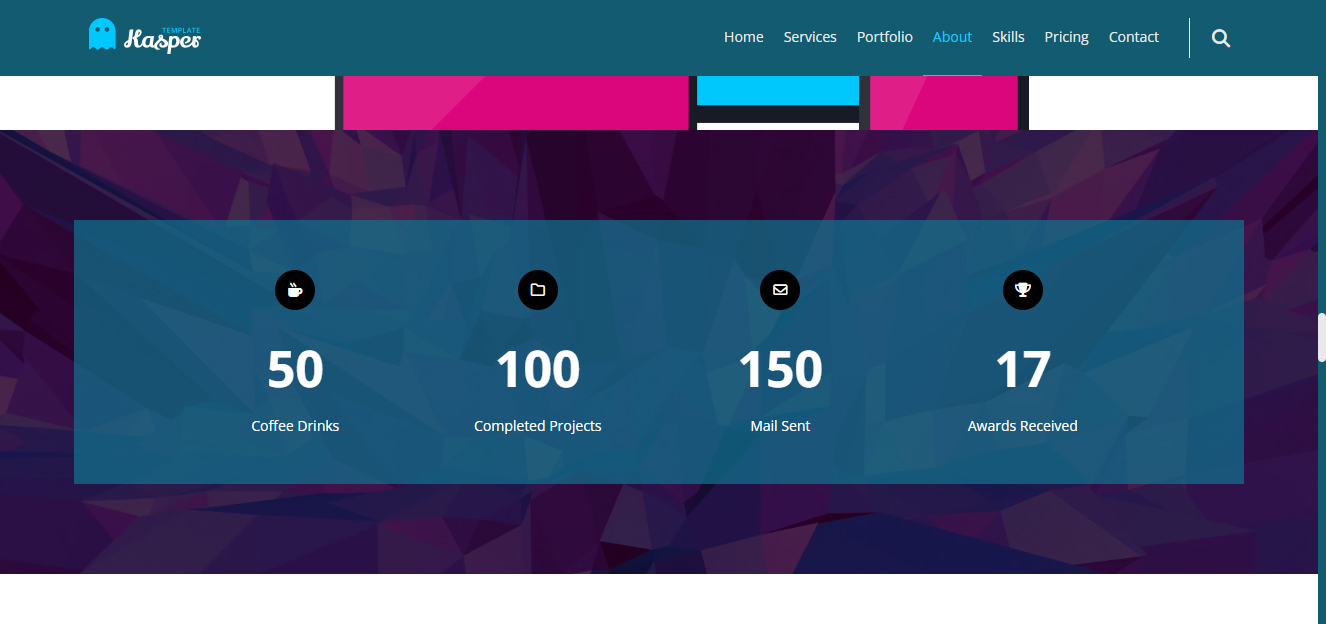 TEMPLATE
Kasper
Home Services Portfolio About Skills Pricing Contact
50 100 150 17
Coffee Drinks Completed Projects Mail Sent Awards Received